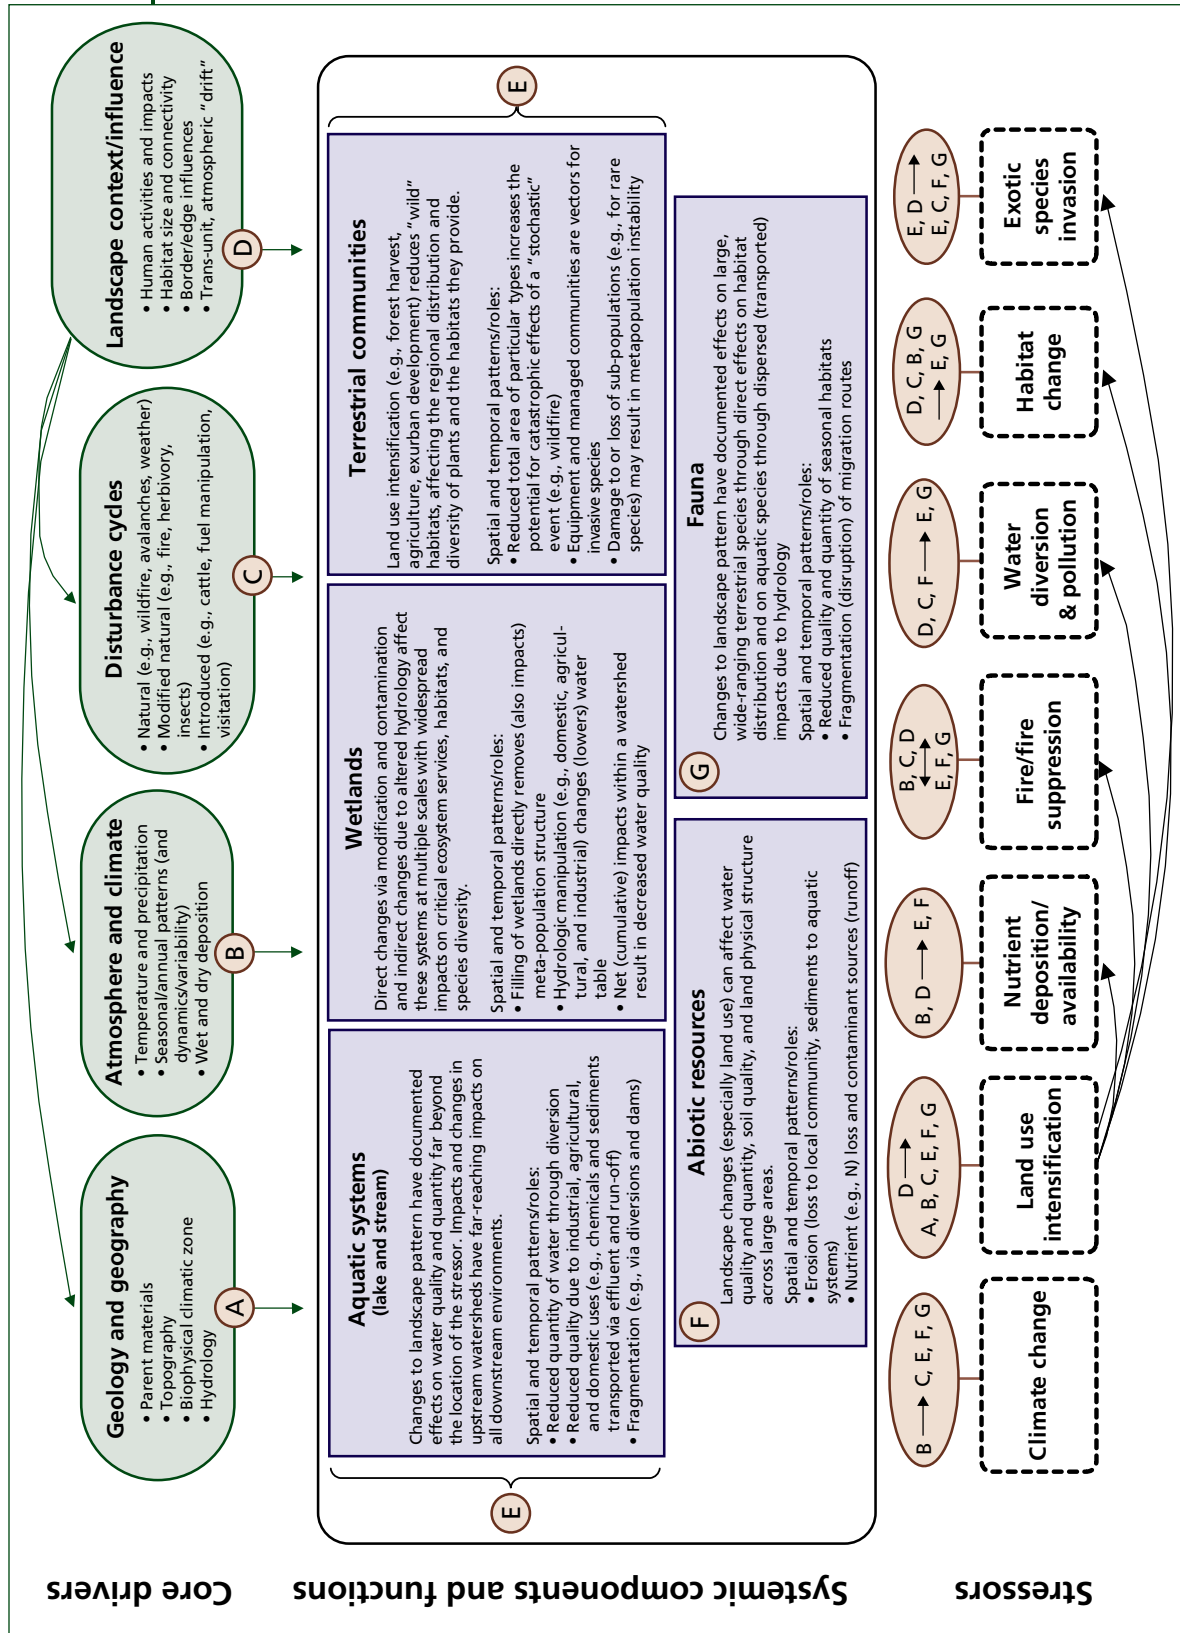 Core drivers
Geology and geography
• Parent materials
• Topography
• Biophysical climatic zone
• Hydrology
A
Atmosphere and climate
• Temperature and precipitation
• Seasonal/annual patterns (and
dynamics/variability)
• Wet and dry deposition
B
Disturbance cycles
• Natural (e.g., wildfire, avalanches, weather)
• Modified natural (e.g., fire, herbivory,
insects)
• Introduced (e.g., cattle, fuel manipulation,
visitation)
C
Landscape context/influence
• Human activities and impacts
• Habitat size and connectivity
• Border/edge influences
• Trans-unit, atmospheric “drift”
D
Systemic components and functions
E
Aquatic systems
(lake and stream)
Changes to landscape pattern have documented
effects on water quality and quantity far beyond
the location of the stressor. Impacts and changes in
upstream watersheds have far-reaching impacts on
all downstream environments.
Spatial and temporal patterns/roles:
• Reduced quantity of water through diversion
• Reduced quality due to industrial, agricultural,
and domestic uses (e.g., chemicals and sediments
transported via effluent and run-off)
• Fragmentation (e.g., via diversions and dams)
Wetlands
Direct changes via modification and contamination
and indirect changes due to altered hydrology affect
these systems at multiple scales with widespread
impacts on critical ecosystem services, habitats, and
species diversity.
Spatial and temporal patterns/roles:
• Filling of wetlands directly removes (also impacts)
meta-population structure
• Hydrologic manipulation (e.g., domestic, agricul-
tural, and industrial) changes (lowers) water
table
• Net (cumulative) impacts within a watershed
result in decreased water quality
Terrestrial communities
Land use intensification (e.g., forest harvest,
agriculture, exurban development) reduces “wild”
habitats, affecting the regional distribution and
diversity of plants and the habitats they provide.
Spatial and temporal patterns/roles:
• Reduced total area of particular types increases the
potential for catastrophic effects of a “stochastic”
event (e.g., wildfire)
• Equipment and managed communities are vectors for
invasive species
• Damage to or loss of sub-populations (e.g., for rare
species) may result in metapopulation instability
E
F
Abiotic resources
Landscape changes (especially land use) can affect water
quality and quantity, soil quality, and land physical structure
across large areas.
Spatial and temporal patterns/roles:
• Erosion (loss to local community, sediments to aquatic
systems)
• Nutrient (e.g., N) loss and contaminant sources (runoff)
G
Fauna
Changes to landscape pattern have documented effects on large,
wide-ranging terrestrial species through direct effects on habitat
distribution and on aquatic species through dispersed (transported)
impacts due to hydrology
Spatial and temporal patterns/roles:
• Reduced quality and quantity of seasonal habitats
• Fragmentation (disruption) of migration routes
Stressors
B ⟶ C, E, F, G
Climate change
D ⟶
A, B, C, E, F, G
Land use
intensification
B, D ⟶ E, F
Nutrient
deposition/
availability
B, C, D
⟷
E, F, G
Fire/fire
suppression
D, C, F ⟶ E, G
Water
diversion
& pollution
D, C, B, G
⟶ E, G
Habitat
change
E, D ⟶
E, C, F, G
Exotic
species
invasion